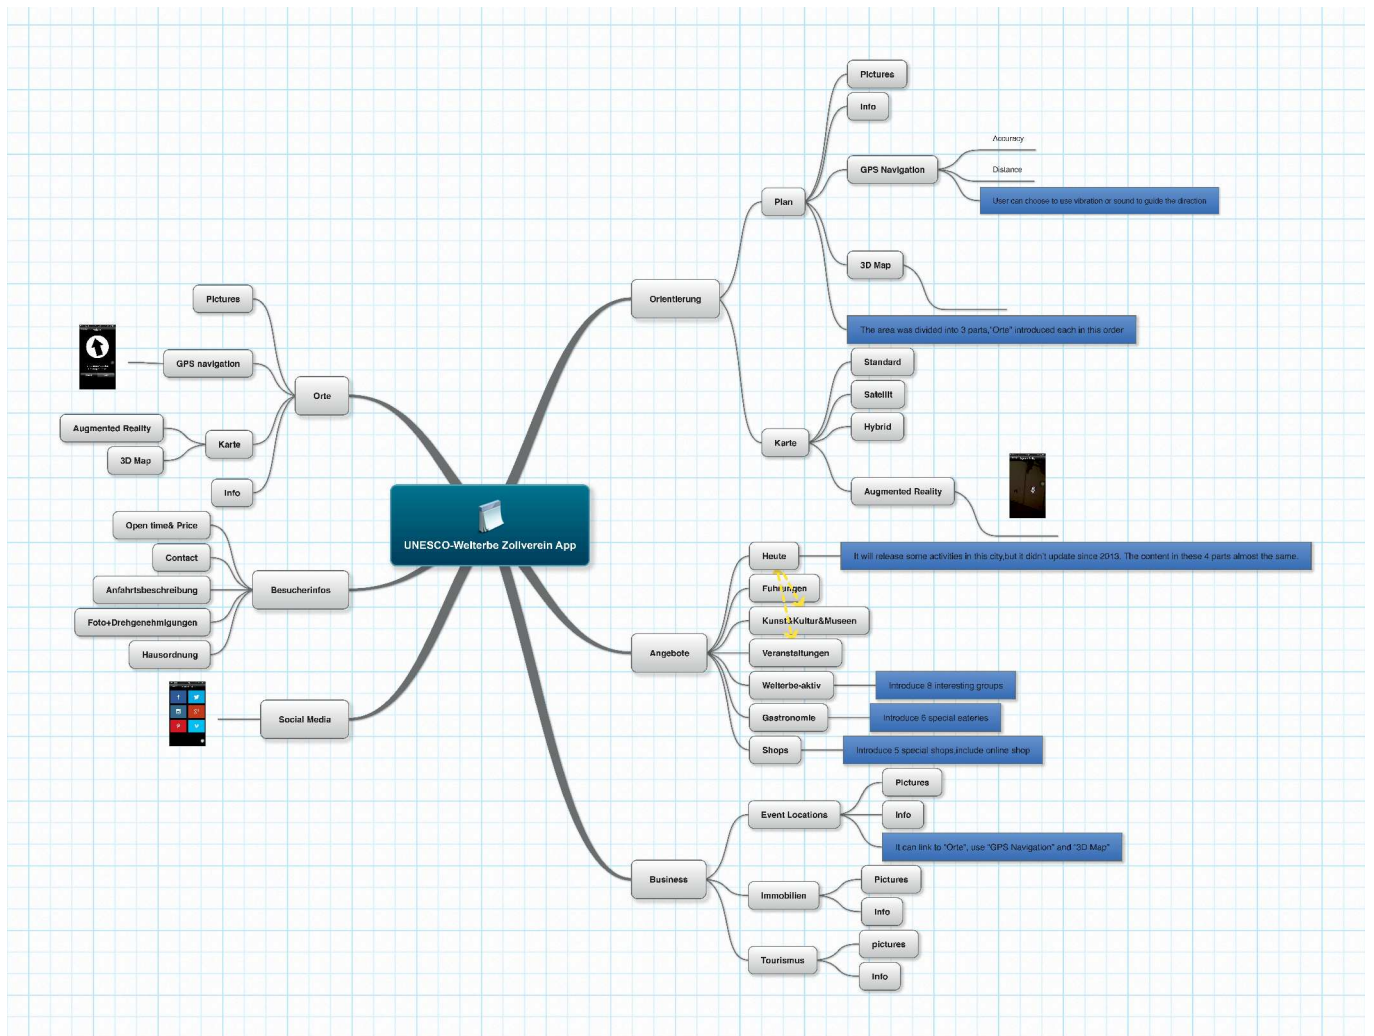 UNESCO-Welterbe Zollverein App
Orientierung
Plan
Pictures
Info
GPS Navigation
Accuracy
Distance
User can choose to use vibration or sound to guide the direction
3D Map
The area was divided into 3 parts,"Orte" introduced each in this order
Karte
Standard
Satellit
Hybrid
Augmented Reality
Angebote
Heute
It will release some activities in this city,but it didn't update since 2013. The content in these 4 parts almost the same.
Führungen
Kunst,Kultur&Museen
Veranstaltungen
Welterbe-aktiv
Introduce 8 interesting groups
Gastronomie
Introduce 6 special eateries
Shops
Introduce 5 special shops,include online shop
Business
Event Locations
Pictures
Info
It can link to "Orte", use "GPS Navigation" and "3D Map"
Immobilien
Pictures
Info
Tourismus
pictures
Info
Orte
Pictures
GPS navigation
Karte
Augmented Reality
3D Map
Info
Besucherinfos
Open time& Price
Contact
Anfahrtsbeschreibung
Foto+Drehgenehmigungen
Hausordnung
Social Media